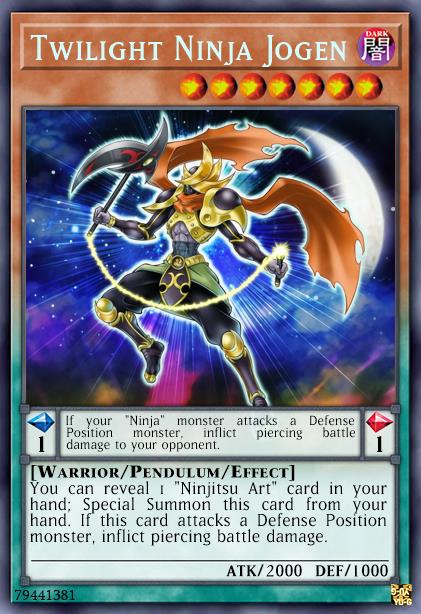 Twilight Ninja Jogen
DARK
闇
If your "Ninja" monster attacks a Defense
Position monster, inflict piercing battle
damage to your opponent.
1
1
[Warrior/Pendulum/Effect]
You can reveal 1 "Ninjitsu Art" card in your
hand; Special Summon this card from your
hand. If this card attacks a Defense Position
monster, inflict piercing battle damage.
ATK/2000 DEF/1000
79441381